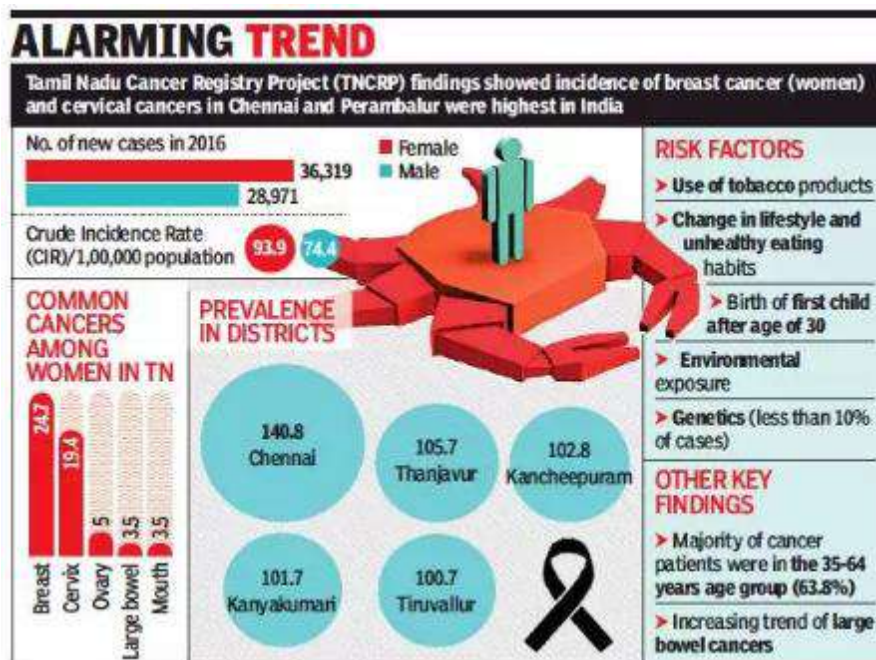 ALARMING TREND
Tamil Nadu Cancer Registry Project (TNCRP) findings showed incidence of breast cancer (women)
and cervical cancers in Chennai and Perambalur were highest in India
No. of new cases in 2016
36,319
28,971
Female
Male
Crude Incidence Rate
(CIR)/1,00,000 population
93.9
74.4
COMMON
CANCERS
AMONG
WOMEN IN TN
24.7
19.4
5
3.5
3.5
Breast
Cervix
Ovary
Large bowel
Mouth
PREVALENCE
IN DISTRICTS
140.8
Chennai
105.7
Thanjavur
102.8
Kancheepuram
101.7
Kanyakumari
100.7
Tiruvallur
RISK FACTORS
➤ Use of tobacco products
➤ Change in lifestyle and
unhealthy eating
habits
➤ Birth of first child
after age of 30
➤ Environmental
exposure
➤ Genetics (less than 10%
of cases)
OTHER KEY
FINDINGS
➤ Majority of cancer
patients were in the 35-64
years age group (63.8%)
➤ Increasing trend of large
bowel cancers